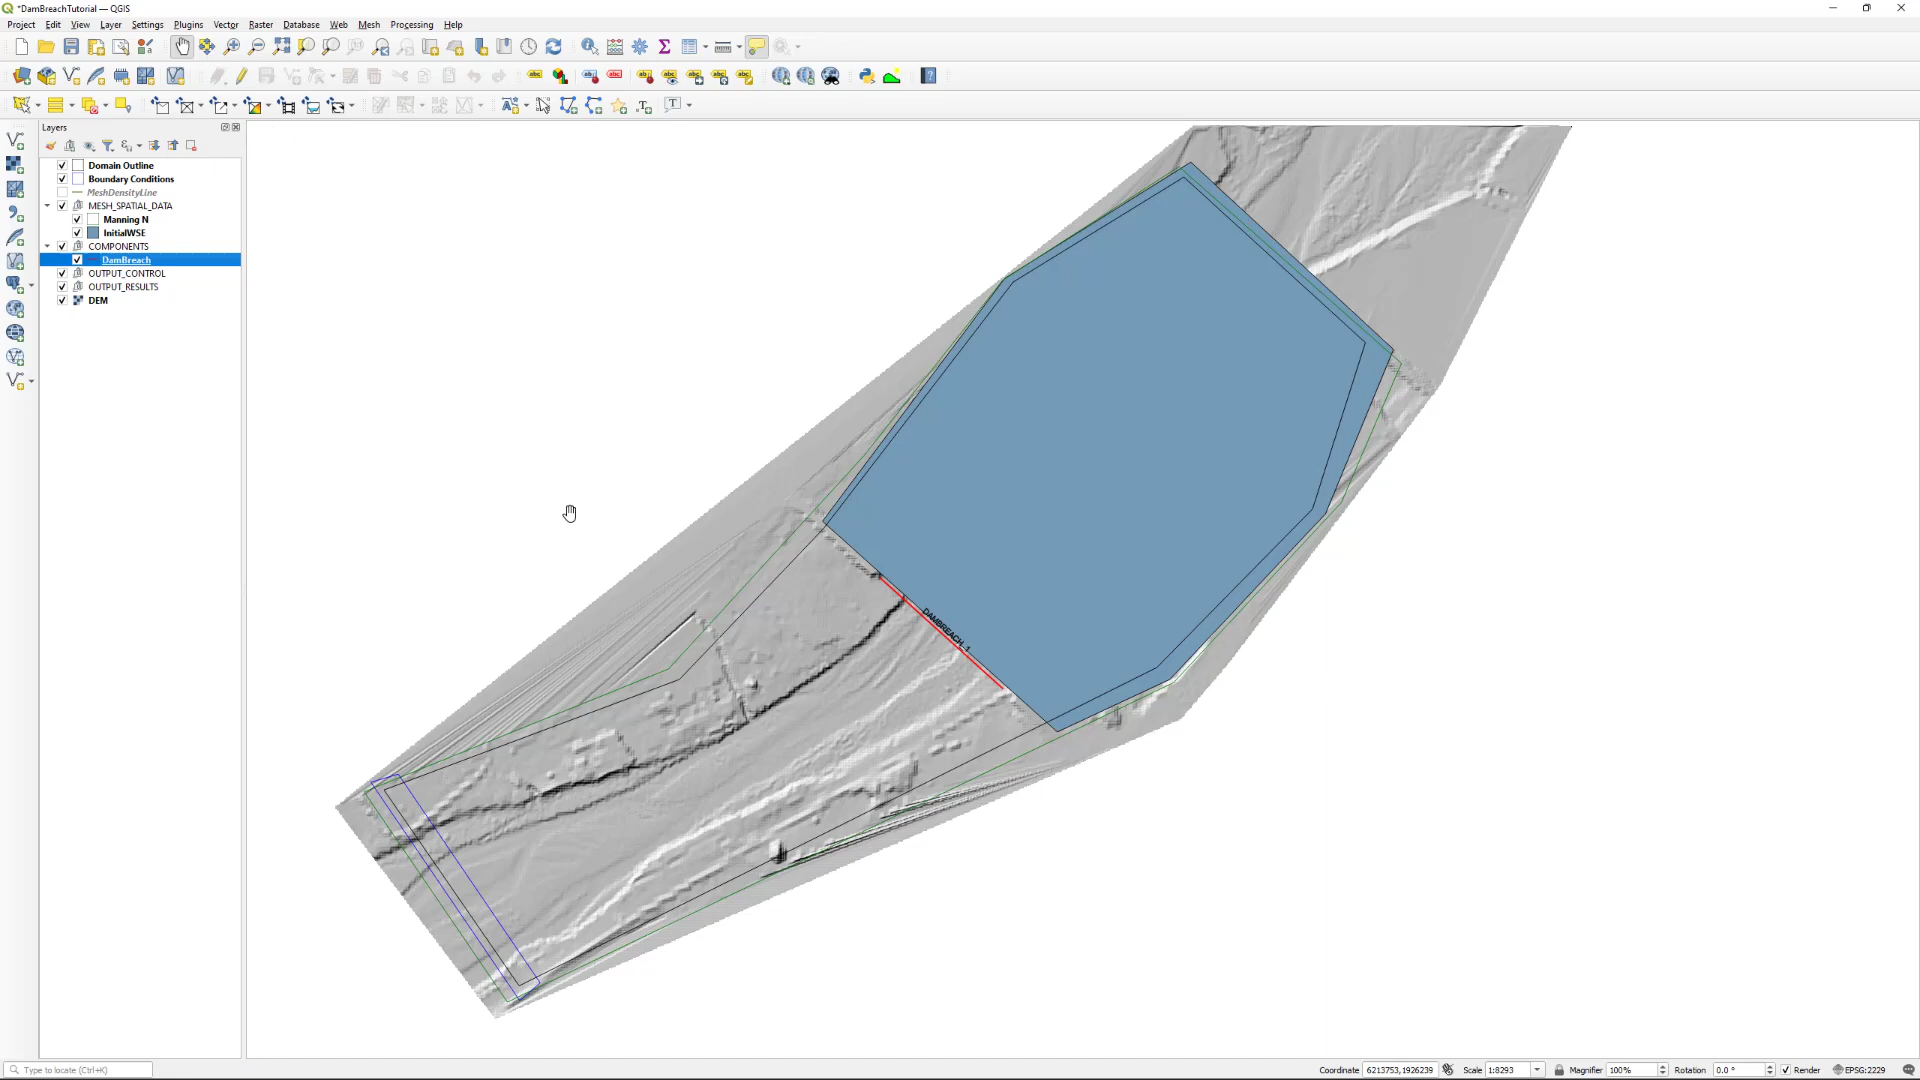 *DamBreachTutorial — QGIS
Project Edit View Layer Settings Plugins Vector Raster Database Web Mesh Processing Help
Layers
Domain Outline
Boundary Conditions
MeshDensityLine
MESH_SPATIAL_DATA
Manning N
InitialWSE
COMPONENTS
DamBreach
OUTPUT_CONTROL
OUTPUT_RESULTS
DEM
DAMBREACH_1
Type to locate (Ctrl+K)
Coordinate 6213753,1926239 Scale 1:8293 Magnifier 100% Rotation 0.0 ° Render EPSG:2229